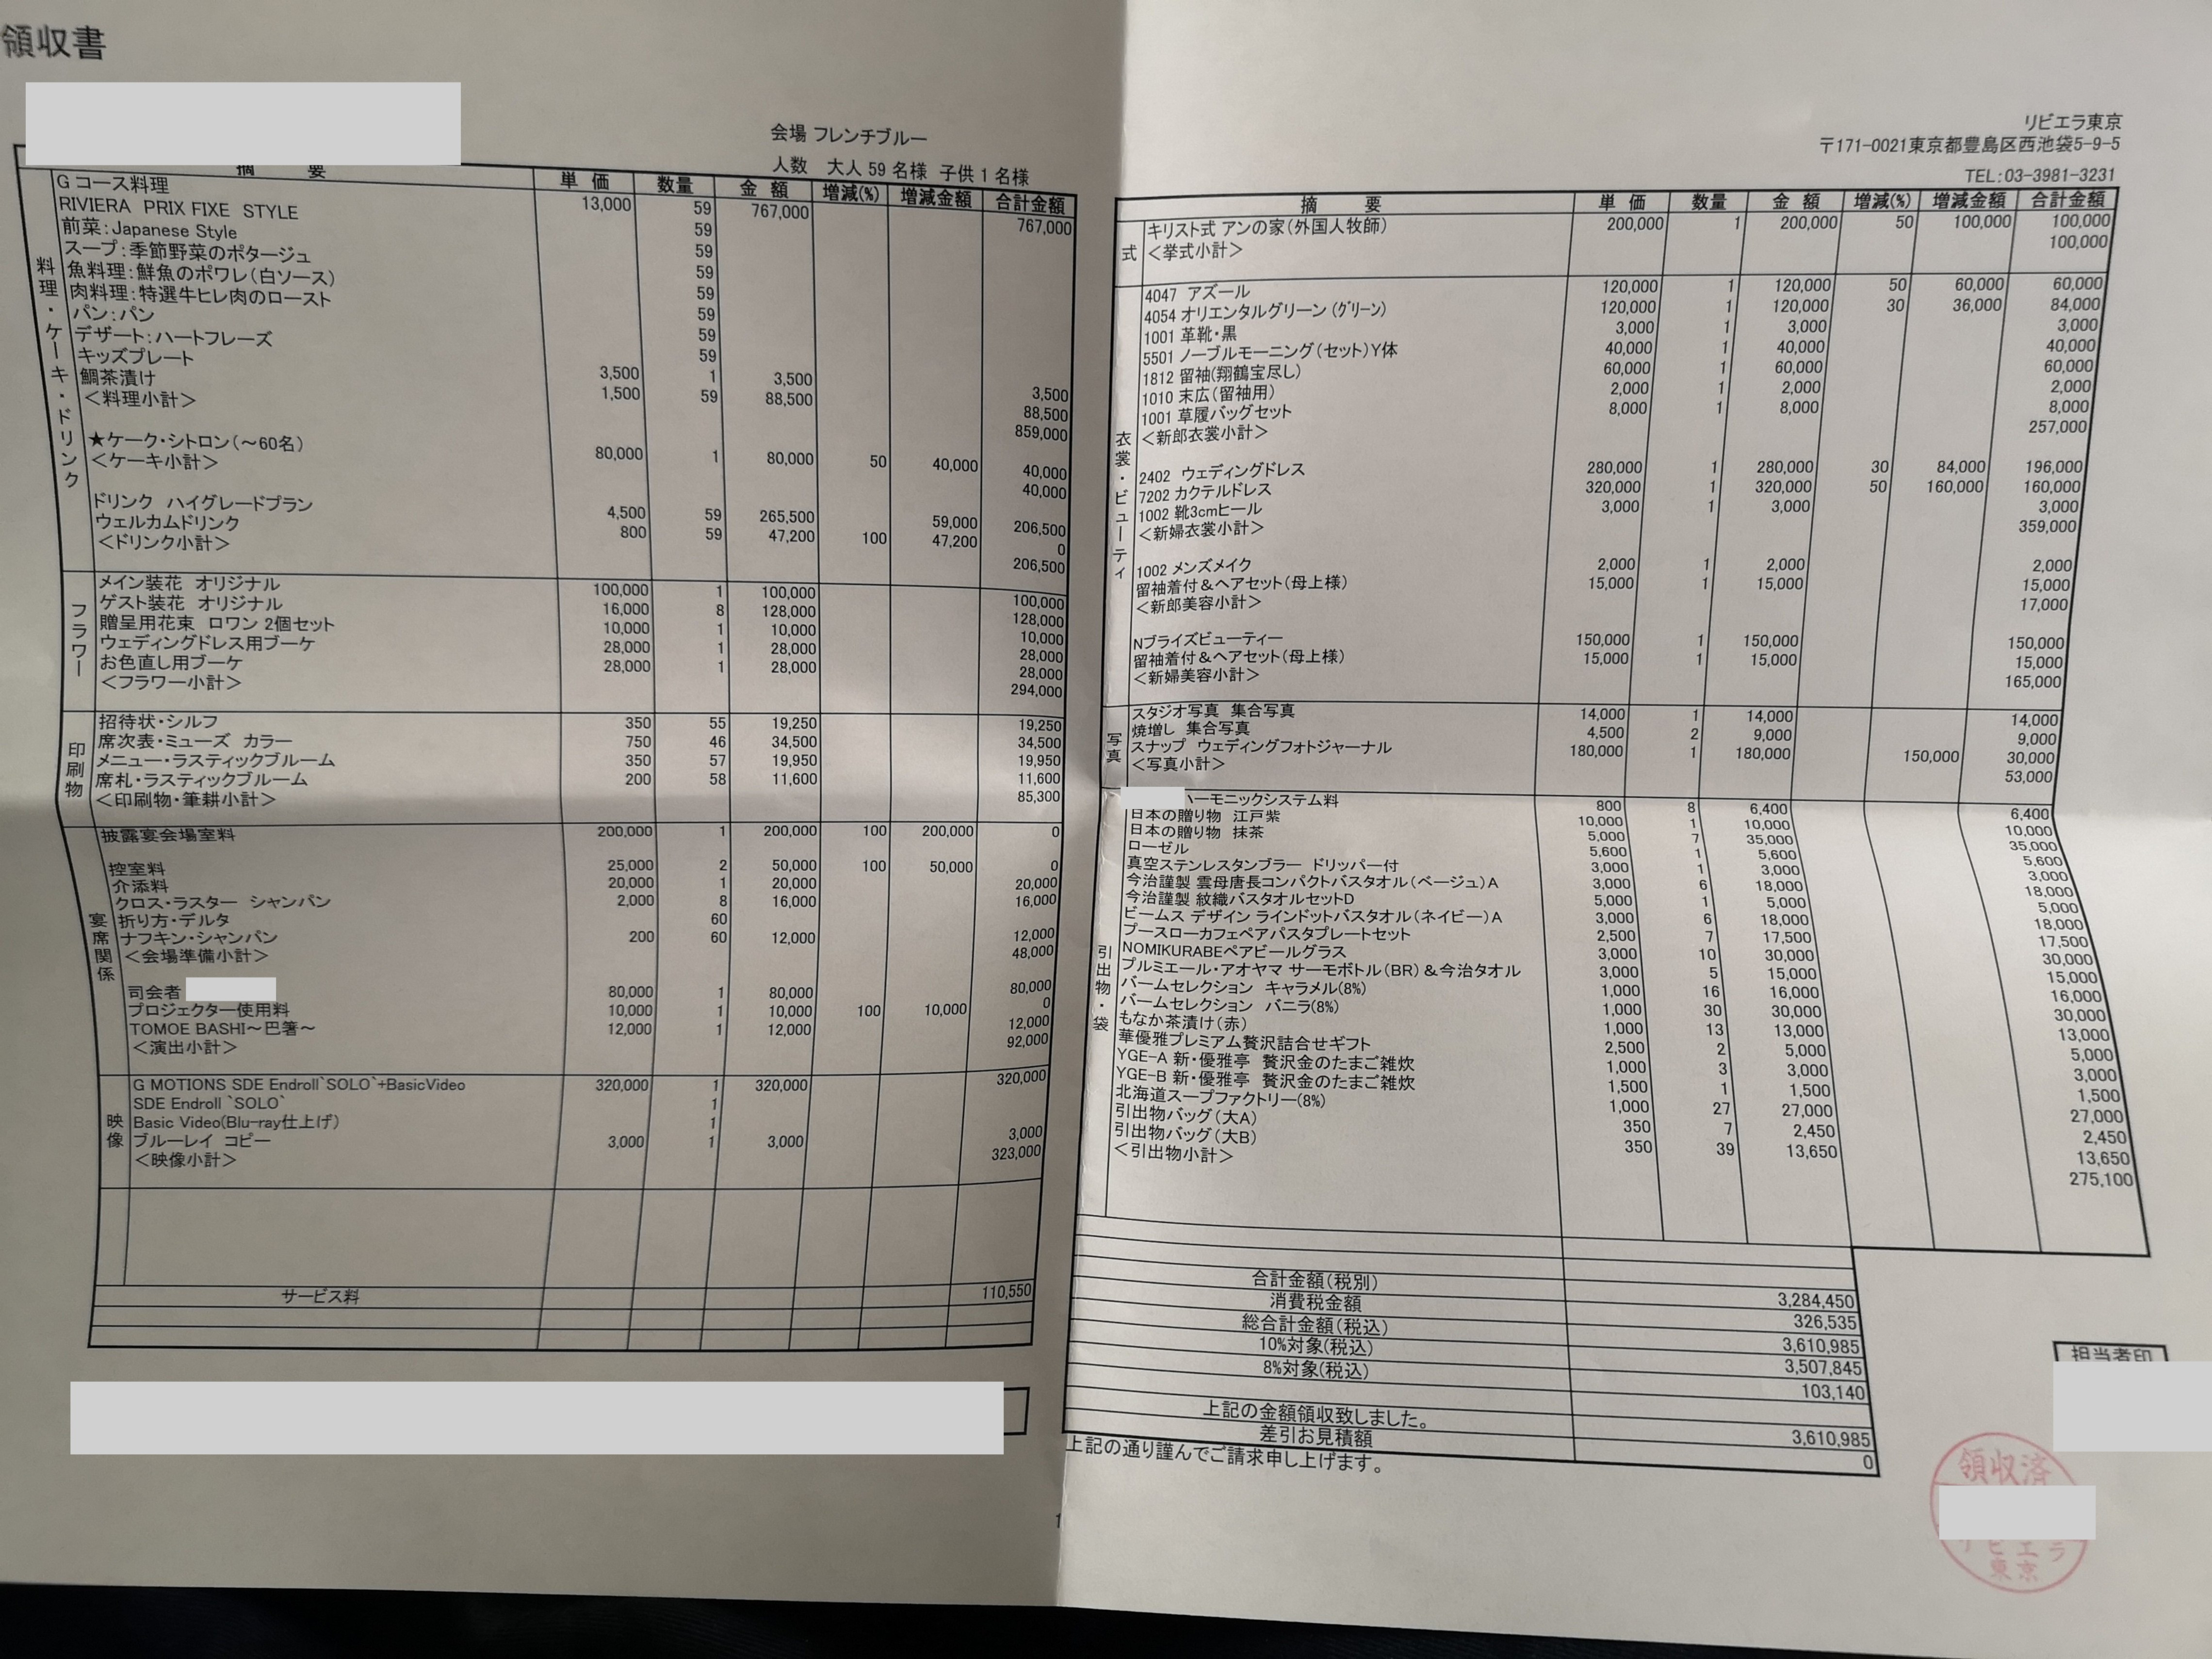 領収書
会場 フレンチブルー
人数 大人 59 名様 子供 1 名様
摘 要 単 価 数量 金 額 増減(%) 増減金額 合計金額
料理・ケーキ・ドリンク
Gコース料理 13,000 59 767,000 767,000
RIVIERA PRIX FIXE STYLE 59
前菜:Japanese Style 59
スープ:季節野菜のポタージュ 59
魚料理:鮮魚のポワレ(白ソース) 59
肉料理:特選牛ヒレ肉のロースト 59
パン:パン 59
デザート:ハートフレーズ 59
キッズプレート 3,500 1 3,500 3,500
鯛茶漬け 1,500 59 88,500 88,500
<料理小計> 859,000
★ケーク・シトロン(~60名) 80,000 1 80,000 50 40,000 40,000
<ケーキ小計> 40,000
ドリンク ハイグレードプラン 4,500 59 265,500 59,000 206,500
ウェルカムドリンク 800 59 47,200 100 47,200 0
<ドリンク小計> 206,500
フラワー
メイン装花 オリジナル 100,000 1 100,000 100,000
ゲスト装花 オリジナル 16,000 8 128,000 128,000
贈呈用花束 ロワン 2個セット 10,000 1 10,000 10,000
ウェディングドレス用ブーケ 28,000 1 28,000 28,000
お色直し用ブーケ 28,000 1 28,000 28,000
<フラワー小計> 294,000
印刷物
招待状・シルフ 350 55 19,250 19,250
席次表・ミューズ カラー 750 46 34,500 34,500
メニュー・ラスティックブルーム 350 57 19,950 19,950
席札・ラスティックブルーム 200 58 11,600 11,600
<印刷物・筆耕小計> 85,300
宴席関係
披露宴会場室料 200,000 1 200,000 100 200,000 0
控室料 25,000 2 50,000 100 50,000 0
介添料 20,000 1 20,000 20,000
クロス・ラスター シャンパン 2,000 8 16,000 16,000
折り方・デルタ 60
ナフキン・シャンパン 200 60 12,000 12,000
<会場準備小計> 48,000
司会者 80,000 1 80,000 80,000
プロジェクター使用料 10,000 1 10,000 100 10,000 0
TOMOE BASHI~巴箸~ 12,000 1 12,000 12,000
<演出小計> 92,000
映像
G MOTIONS SDE Endroll`SOLO`+BasicVideo 320,000 1 320,000 320,000
SDE Endroll `SOLO` 1
Basic Video(Blu-ray仕上げ) 1
ブルーレイ コピー 3,000 1 3,000 3,000
<映像小計> 323,000
サービス料 110,550
リビエラ東京
〒171-0021東京都豊島区西池袋5-9-5
TEL:03-3981-3231
摘 要 単 価 数量 金 額 増減(%) 増減金額 合計金額
式
キリスト式 アンの家(外国人牧師) 200,000 1 200,000 50 100,000 100,000
<挙式小計> 100,000
衣裳・ビューティ
4047 アズール 120,000 1 120,000 50 60,000 60,000
4054 オリエンタルグリーン(グリーン) 120,000 1 120,000 30 36,000 84,000
1001 革靴・黒 3,000 1 3,000 3,000
5501 ノーブルモーニング(セット)Y体 40,000 1 40,000 40,000
1812 留袖(翔鶴宝尽し) 60,000 1 60,000 60,000
1010 末広(留袖用) 2,000 1 2,000 2,000
1001 草履バッグセット 8,000 1 8,000 8,000
<新郎衣裳小計> 257,000
2402 ウェディングドレス 280,000 1 280,000 30 84,000 196,000
7202 カクテルドレス 320,000 1 320,000 50 160,000 160,000
1002 靴3cmヒール 3,000 1 3,000 3,000
<新婦衣裳小計> 359,000
1002 メンズメイク 2,000 1 2,000 2,000
留袖着付&ヘアセット(母上様) 15,000 1 15,000 15,000
<新郎美容小計> 17,000
Nブライズビューティー 150,000 1 150,000 150,000
留袖着付&ヘアセット(母上様) 15,000 1 15,000 15,000
<新婦美容小計> 165,000
写真
スタジオ写真 集合写真 14,000 1 14,000 14,000
焼増し 集合写真 4,500 2 9,000 9,000
スナップ ウェディングフォトジャーナル 180,000 1 180,000 150,000 30,000
<写真小計> 53,000
引出物・袋
ハーモニックシステム料 800 8 6,400 6,400
日本の贈り物 江戸紫 10,000 1 10,000 10,000
日本の贈り物 抹茶 5,000 7 35,000 35,000
ローゼル 5,600 1 5,600 5,600
真空ステンレスタンブラー ドリッパー付 3,000 1 3,000 3,000
今治謹製 雲母唐長コンパクトバスタオル(ベージュ)A 3,000 6 18,000 18,000
今治謹製 紋織バスタオルセットD 5,000 1 5,000 5,000
ビームス デザイン ラインドットバスタオル(ネイビー)A 3,000 6 18,000 18,000
ブースローカフェペアパスタプレートセット 2,500 7 17,500 17,500
NOMIKURABEペアビールグラス 3,000 10 30,000 30,000
プルミエール・アオヤマ サーモボトル(BR)&今治タオル 3,000 5 15,000 15,000
バームセレクション キャラメル(8%) 1,000 16 16,000 16,000
バームセレクション バニラ(8%) 1,000 30 30,000 30,000
もなか茶漬け(赤) 1,000 13 13,000 13,000
華優雅プレミアム贅沢詰合せギフト 2,500 2 5,000 5,000
YGE-A 新・優雅亭 贅沢金のたまご雑炊 1,000 3 3,000 3,000
YGE-B 新・優雅亭 贅沢金のたまご雑炊 1,500 1 1,500 1,500
北海道スープファクトリー(8%) 1,000 27 27,000 27,000
引出物バッグ(大A) 350 7 2,450 2,450
引出物バッグ(大B) 350 39 13,650 13,650
<引出物小計> 275,100
合計金額(税別) 3,284,450
消費税金額 326,535
総合計金額(税込) 3,610,985
10%対象(税込) 3,507,845
8%対象(税込) 103,140
上記の金額領収致しました。 3,610,985
差引お見積額 0
上記の通り謹んでご請求申し上げます。
担当者印
領収済
リビエラ
東京
1